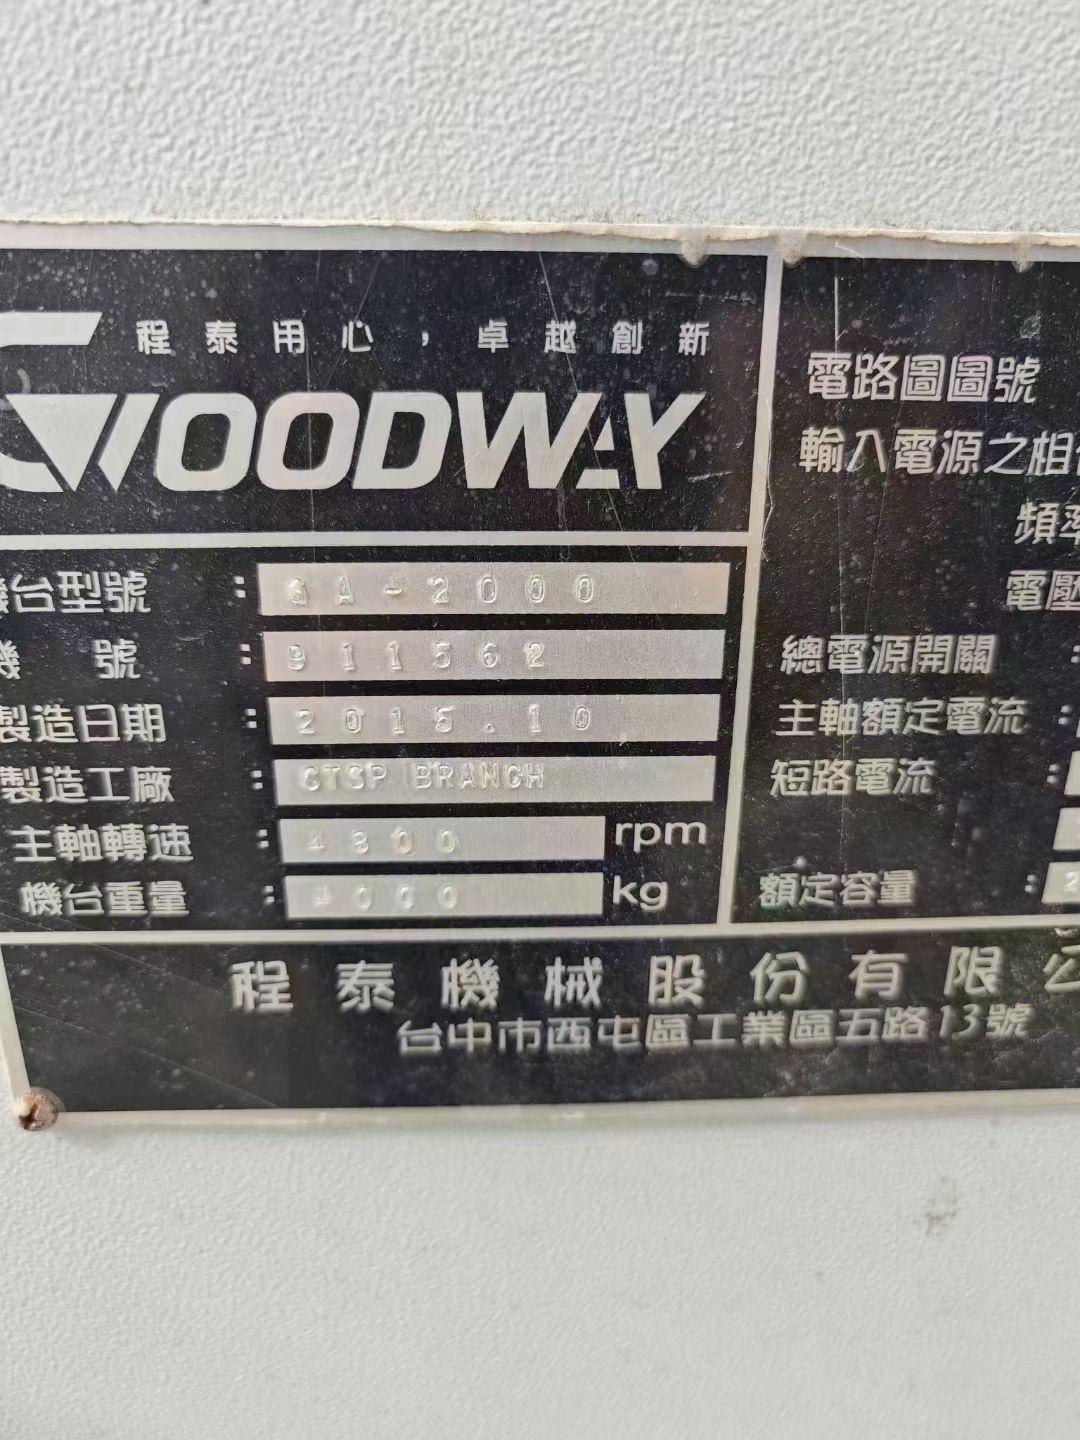 程泰用心，卓越創新
GOODWAY
機台型號 : GA-2000
機 號 : 911562
製造日期 : 2015.10
製造工廠 : CTSP BRANCH
主軸轉速 : 4800 rpm
機台重量 : 4000 kg
電路圖圖號
輸入電源之相
頻率
電壓
總電源開關 :
主軸額定電流 :
短路電流 :
額定容量 : 2
程泰機械股份有限公
台中市西屯區工業區五路13號